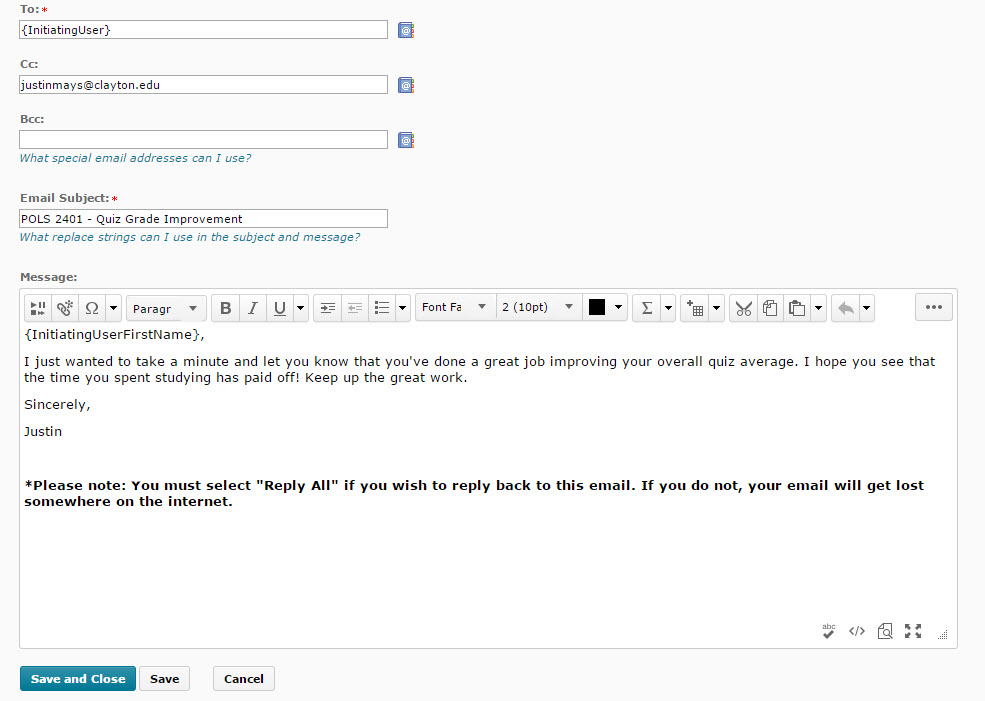 To:*
{InitiatingUser}
Cc:
justinmays@clayton.edu
Bcc:
What special email addresses can I use?
Email Subject:*
POLS 2401 - Quiz Grade Improvement
What replace strings can I use in the subject and message?
Message:
Ω Paragr B I U Font Fa 2 (10pt) Σ •••
{InitiatingUserFirstName},
I just wanted to take a minute and let you know that you've done a great job improving your overall quiz average. I hope you see that
the time you spent studying has paid off! Keep up the great work.
Sincerely,
Justin
*Please note: You must select "Reply All" if you wish to reply back to this email. If you do not, your email will get lost
somewhere on the internet.
abc </>
Save and Close Save Cancel